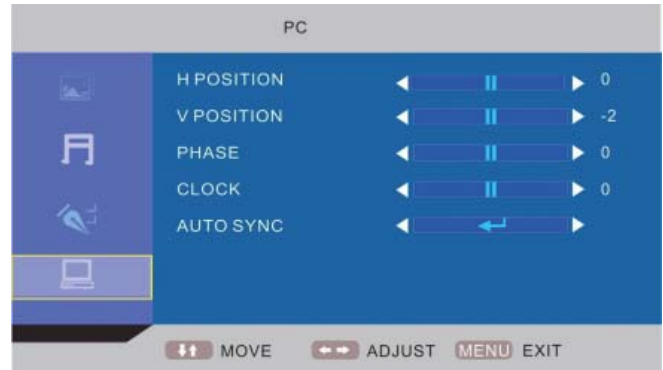 PC
H POSITION 0
V POSITION -2
PHASE 0
CLOCK 0
AUTO SYNC
MOVE ADJUST MENU EXIT